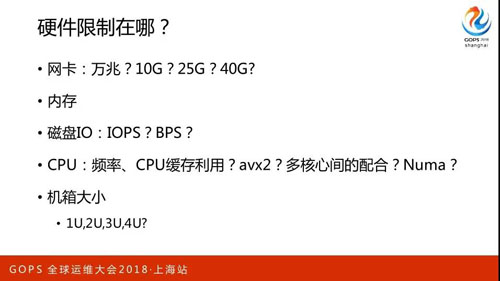 硬件限制在哪？
GOPS 2018
shanghai
• 网卡：万兆？10G？25G？40G?
• 内存
• 磁盘IO：IOPS？BPS？
• CPU：频率、CPU缓存利用？avx2？多核心间的配合？Numa？
• 机箱大小
• 1U,2U,3U,4U?
GOPS 全球运维大会2018·上海站